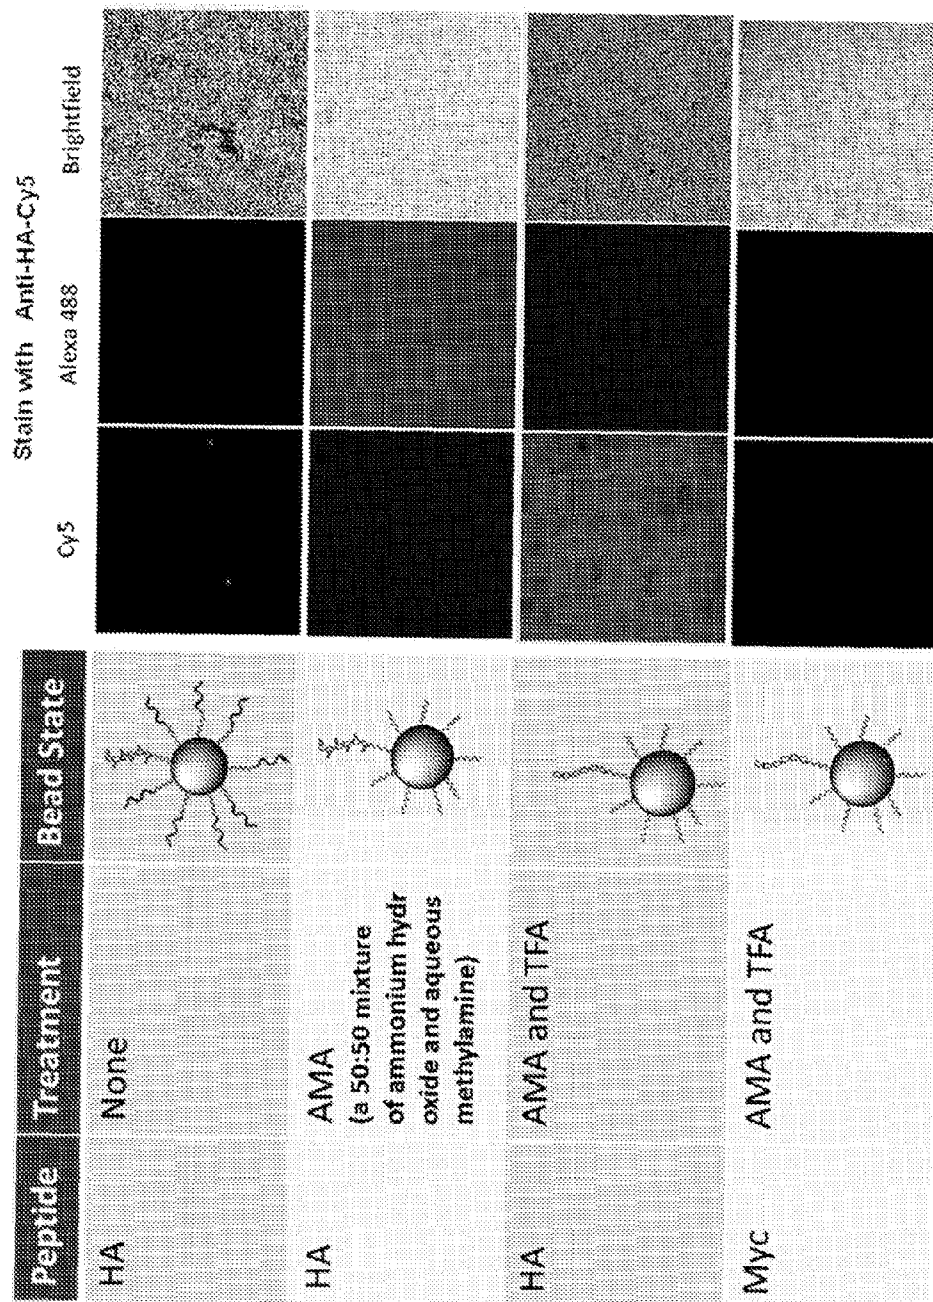 Stain with Anti-HA-Cy5
Peptide Treatment Bead State Cy5 Alexa 488 Brightfield
HA None
HA AMA
(a 50:50 mixture
of ammonium hydr
oxide and aqueous
methylamine)
HA AMA and TFA
Myc AMA and TFA